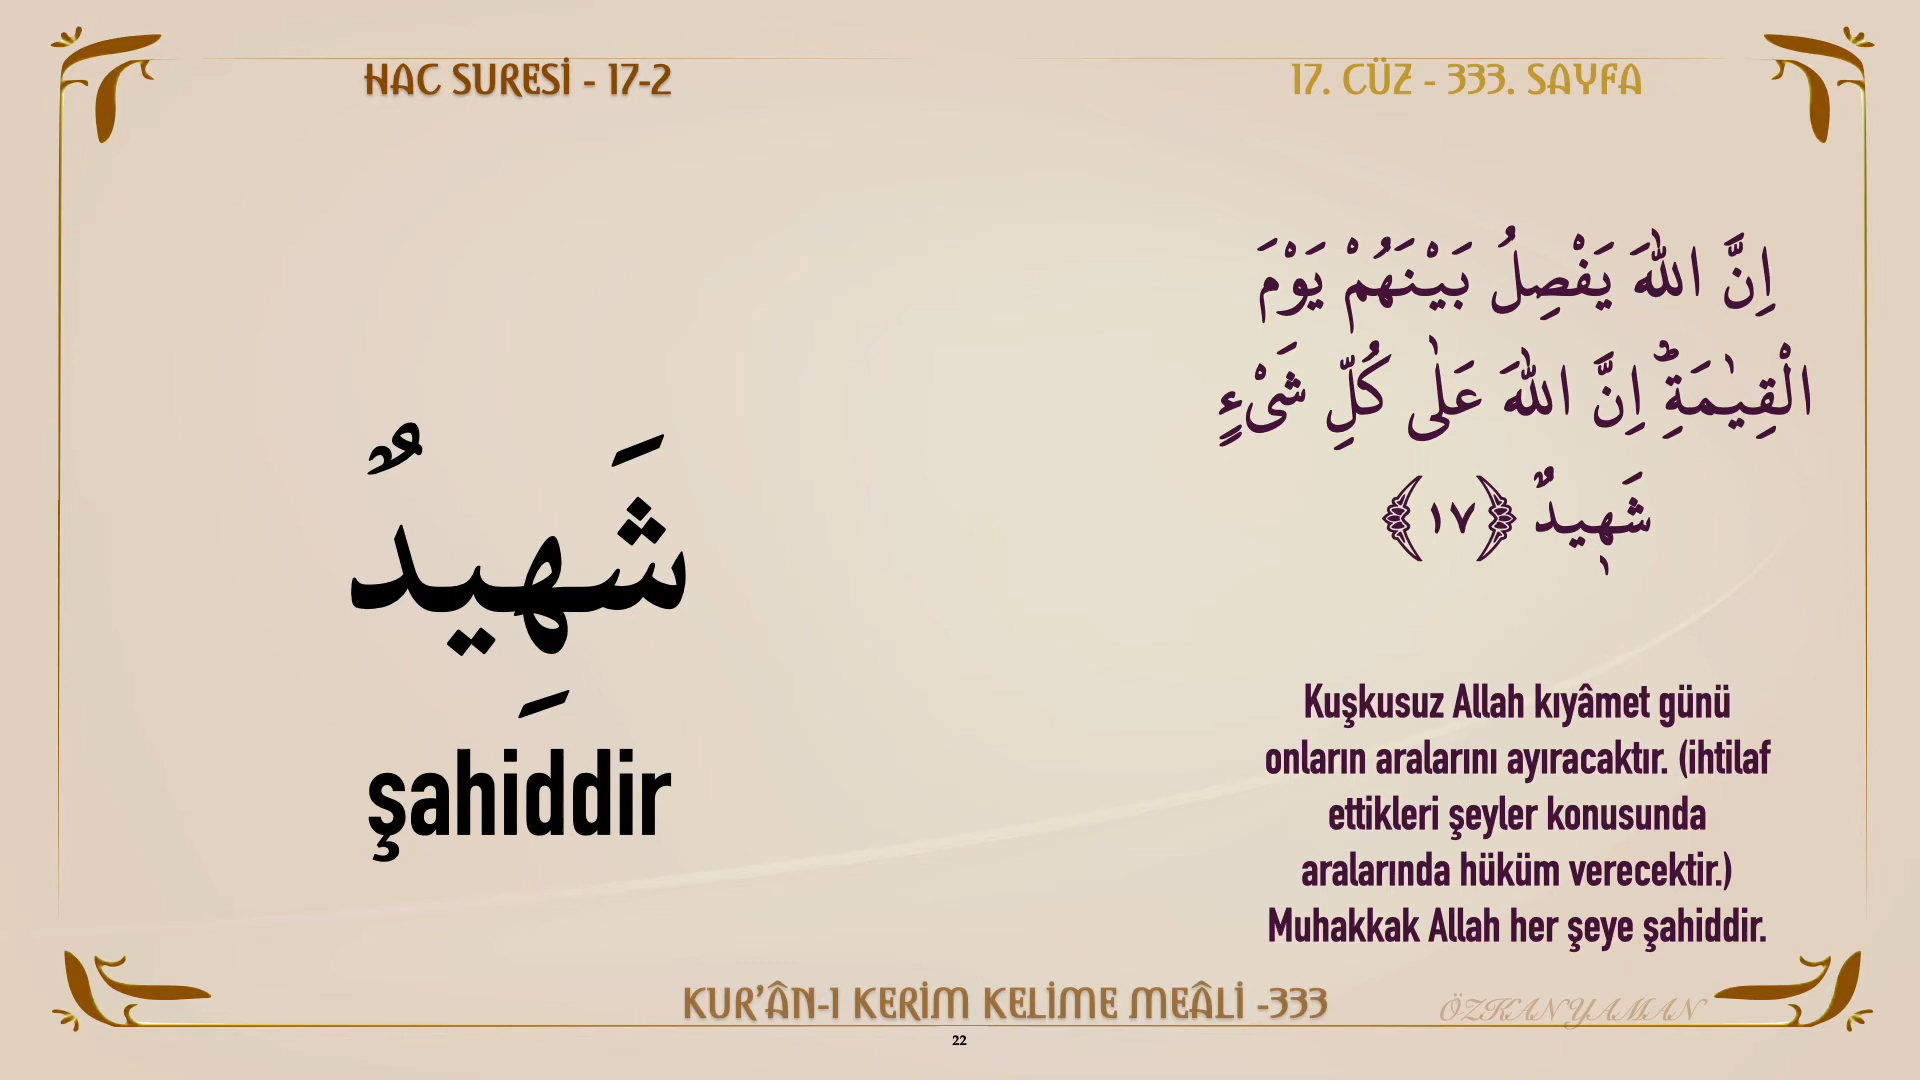 HAC SURESİ - 17-2
17. CÜZ - 333. SAYFA
شَهِيدٌ
şahiddir
اِنَّ اللّٰهَ يَفْصِلُ بَيْنَهُمْ يَوْمَ
الْقِيٰمَةِۜ اِنَّ اللّٰهَ عَلٰى كُلِّ شَىْءٍ
شَهٖيدٌ ﴿١٧﴾
Kuşkusuz Allah kıyâmet günü
onların aralarını ayıracaktır. (ihtilaf
ettikleri şeyler konusunda
aralarında hüküm verecektir.)
Muhakkak Allah her şeye şahiddir.
KUR’ÂN-I KERİM KELİME MEÂLİ -333
ÖZKAN YAMAN
22